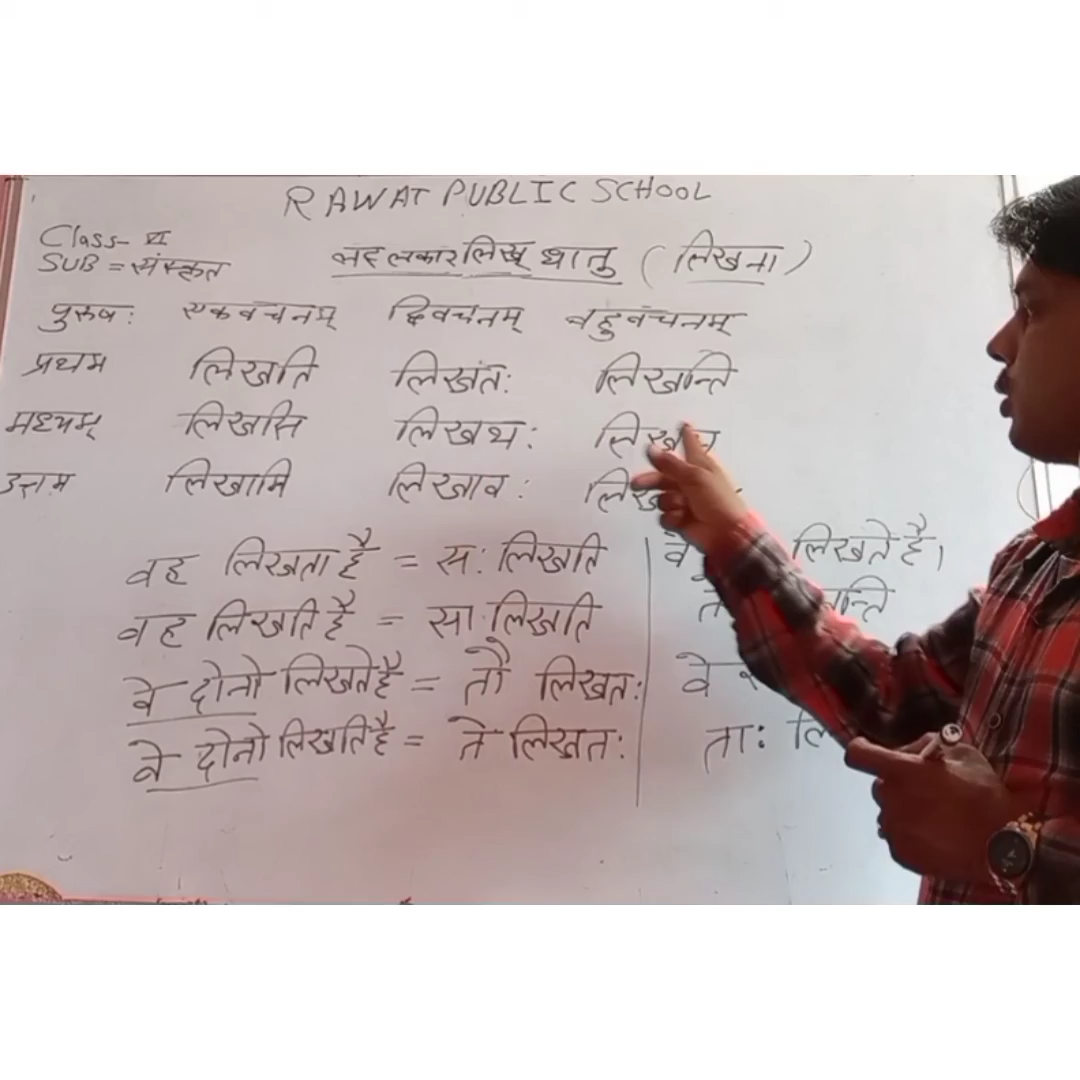 RAWAT PUBLIC SCHOOL
Class- VI
SUB = संस्कृत
लट् लकार लिख् धातु ( लिखना )
पुरुषः एकवचनम् द्विवचनम् बहुवचनम्
प्रथम लिखति लिखतः लिखन्ति
मध्यम् लिखसि लिखथः
उत्तम लिखामि लिखावः
वह लिखता है = सः लिखति
वह लिखति है = सा लिखति
वे दोनो लिखते है = तौ लिखतः
वे दोनो लिखति है = ते लिखतः
वे लिखते है।
वे
ताः